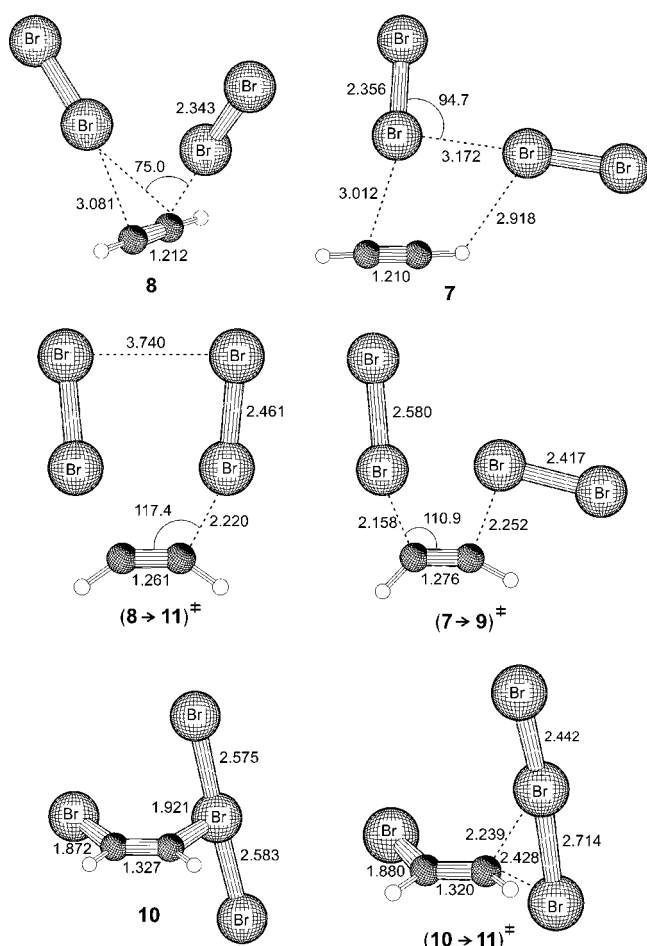 Br
Br
2.343
Br
Br
75.0
3.081
1.212
8
Br
2.356
94.7
Br
Br
3.172
Br
3.012
2.918
1.210
7
Br
3.740
Br
2.461
Br
Br
117.4
2.220
1.261
(8 → 11)‡
Br
2.580
2.417
Br
Br
Br
2.158
110.9
2.252
1.276
(7 → 9)‡
Br
2.575
1.921
Br
Br
1.872
1.327
2.583
Br
10
Br
2.442
Br
2.239
Br
2.714
2.428
1.880
1.320
Br
(10 → 11)‡